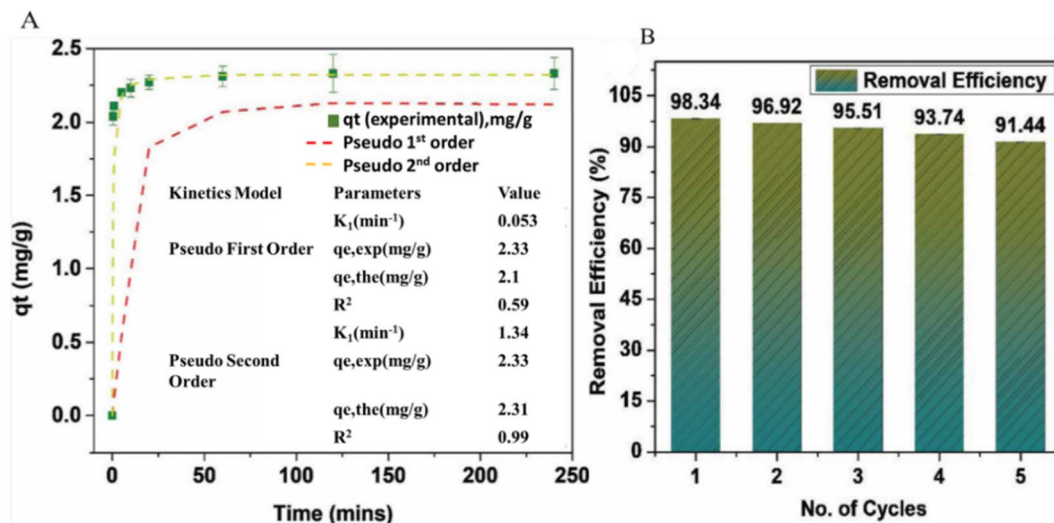 A
qt (mg/g)
2.5
2.0
1.5
1.0
0.5
0.0
qt (experimental),mg/g
Pseudo 1st order
Pseudo 2nd order
Kinetics Model Parameters Value
K1(min-1) 0.053
Pseudo First Order qe,exp(mg/g) 2.33
qe,the(mg/g) 2.1
R2 0.59
K1(min-1) 1.34
Pseudo Second qe,exp(mg/g) 2.33
Order
qe,the(mg/g) 2.31
R2 0.99
0 50 100 150 200 250
Time (mins)
B
Removal Efficiency (%)
105
90
75
60
45
30
15
0
Removal Efficiency
98.34 96.92 95.51 93.74 91.44
1 2 3 4 5
No. of Cycles